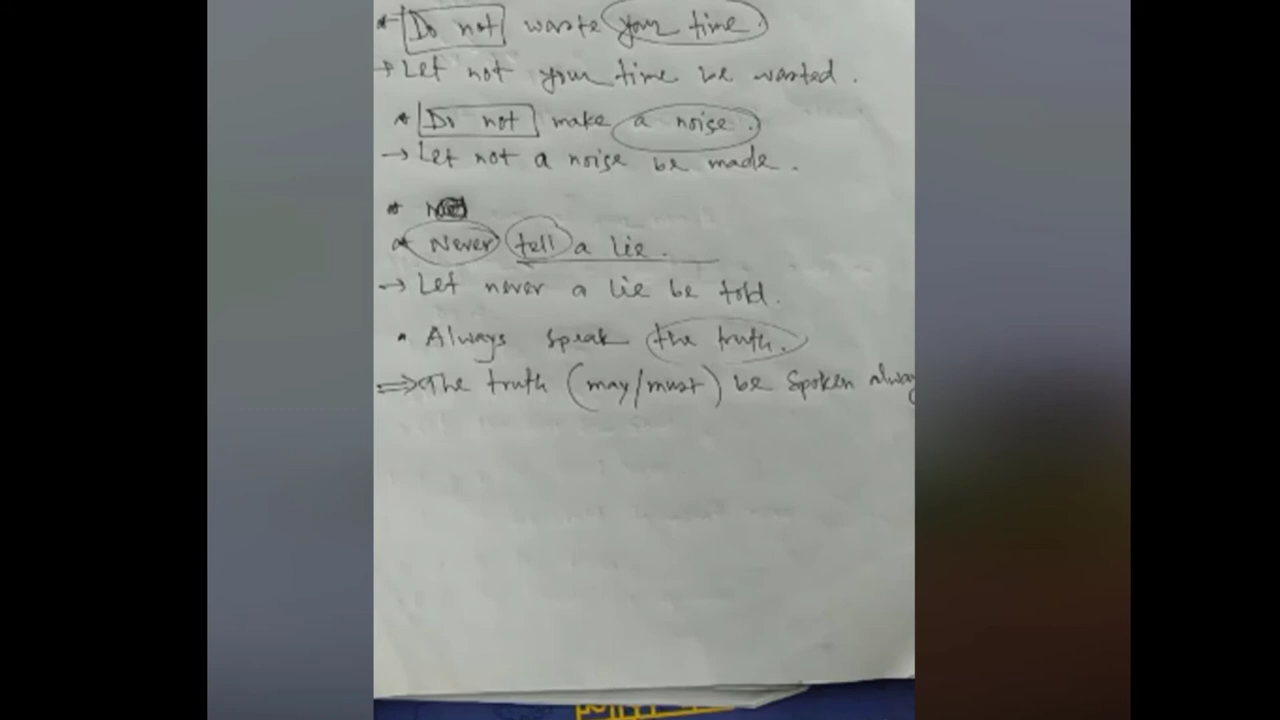 * Do not waste your time.
→ Let not your time be wasted.
* Do not make a noise.
→ Let not a noise be made.
*
* Never tell a lie.
→ Let never a lie be told.
• Always speak the truth.
⇒ The truth (may/must) be spoken alway